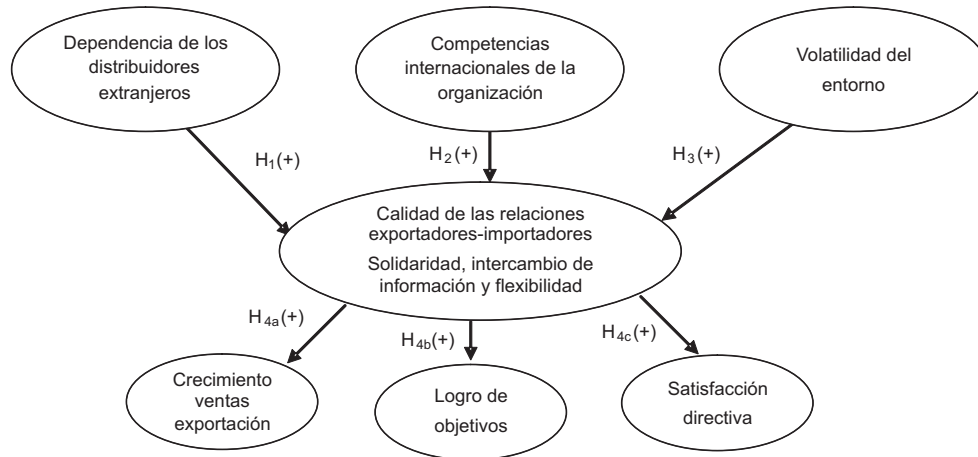 Dependencia de los
distribuidores
extranjeros
Competencias
internacionales de la
organización
Volatilidad del
entorno
H1(+)
H2(+)
H3(+)
Calidad de las relaciones
exportadores-importadores
Solidaridad, intercambio de
información y flexibilidad
H4a(+)
H4b(+)
H4c(+)
Crecimiento
ventas
exportación
Logro de
objetivos
Satisfacción
directiva